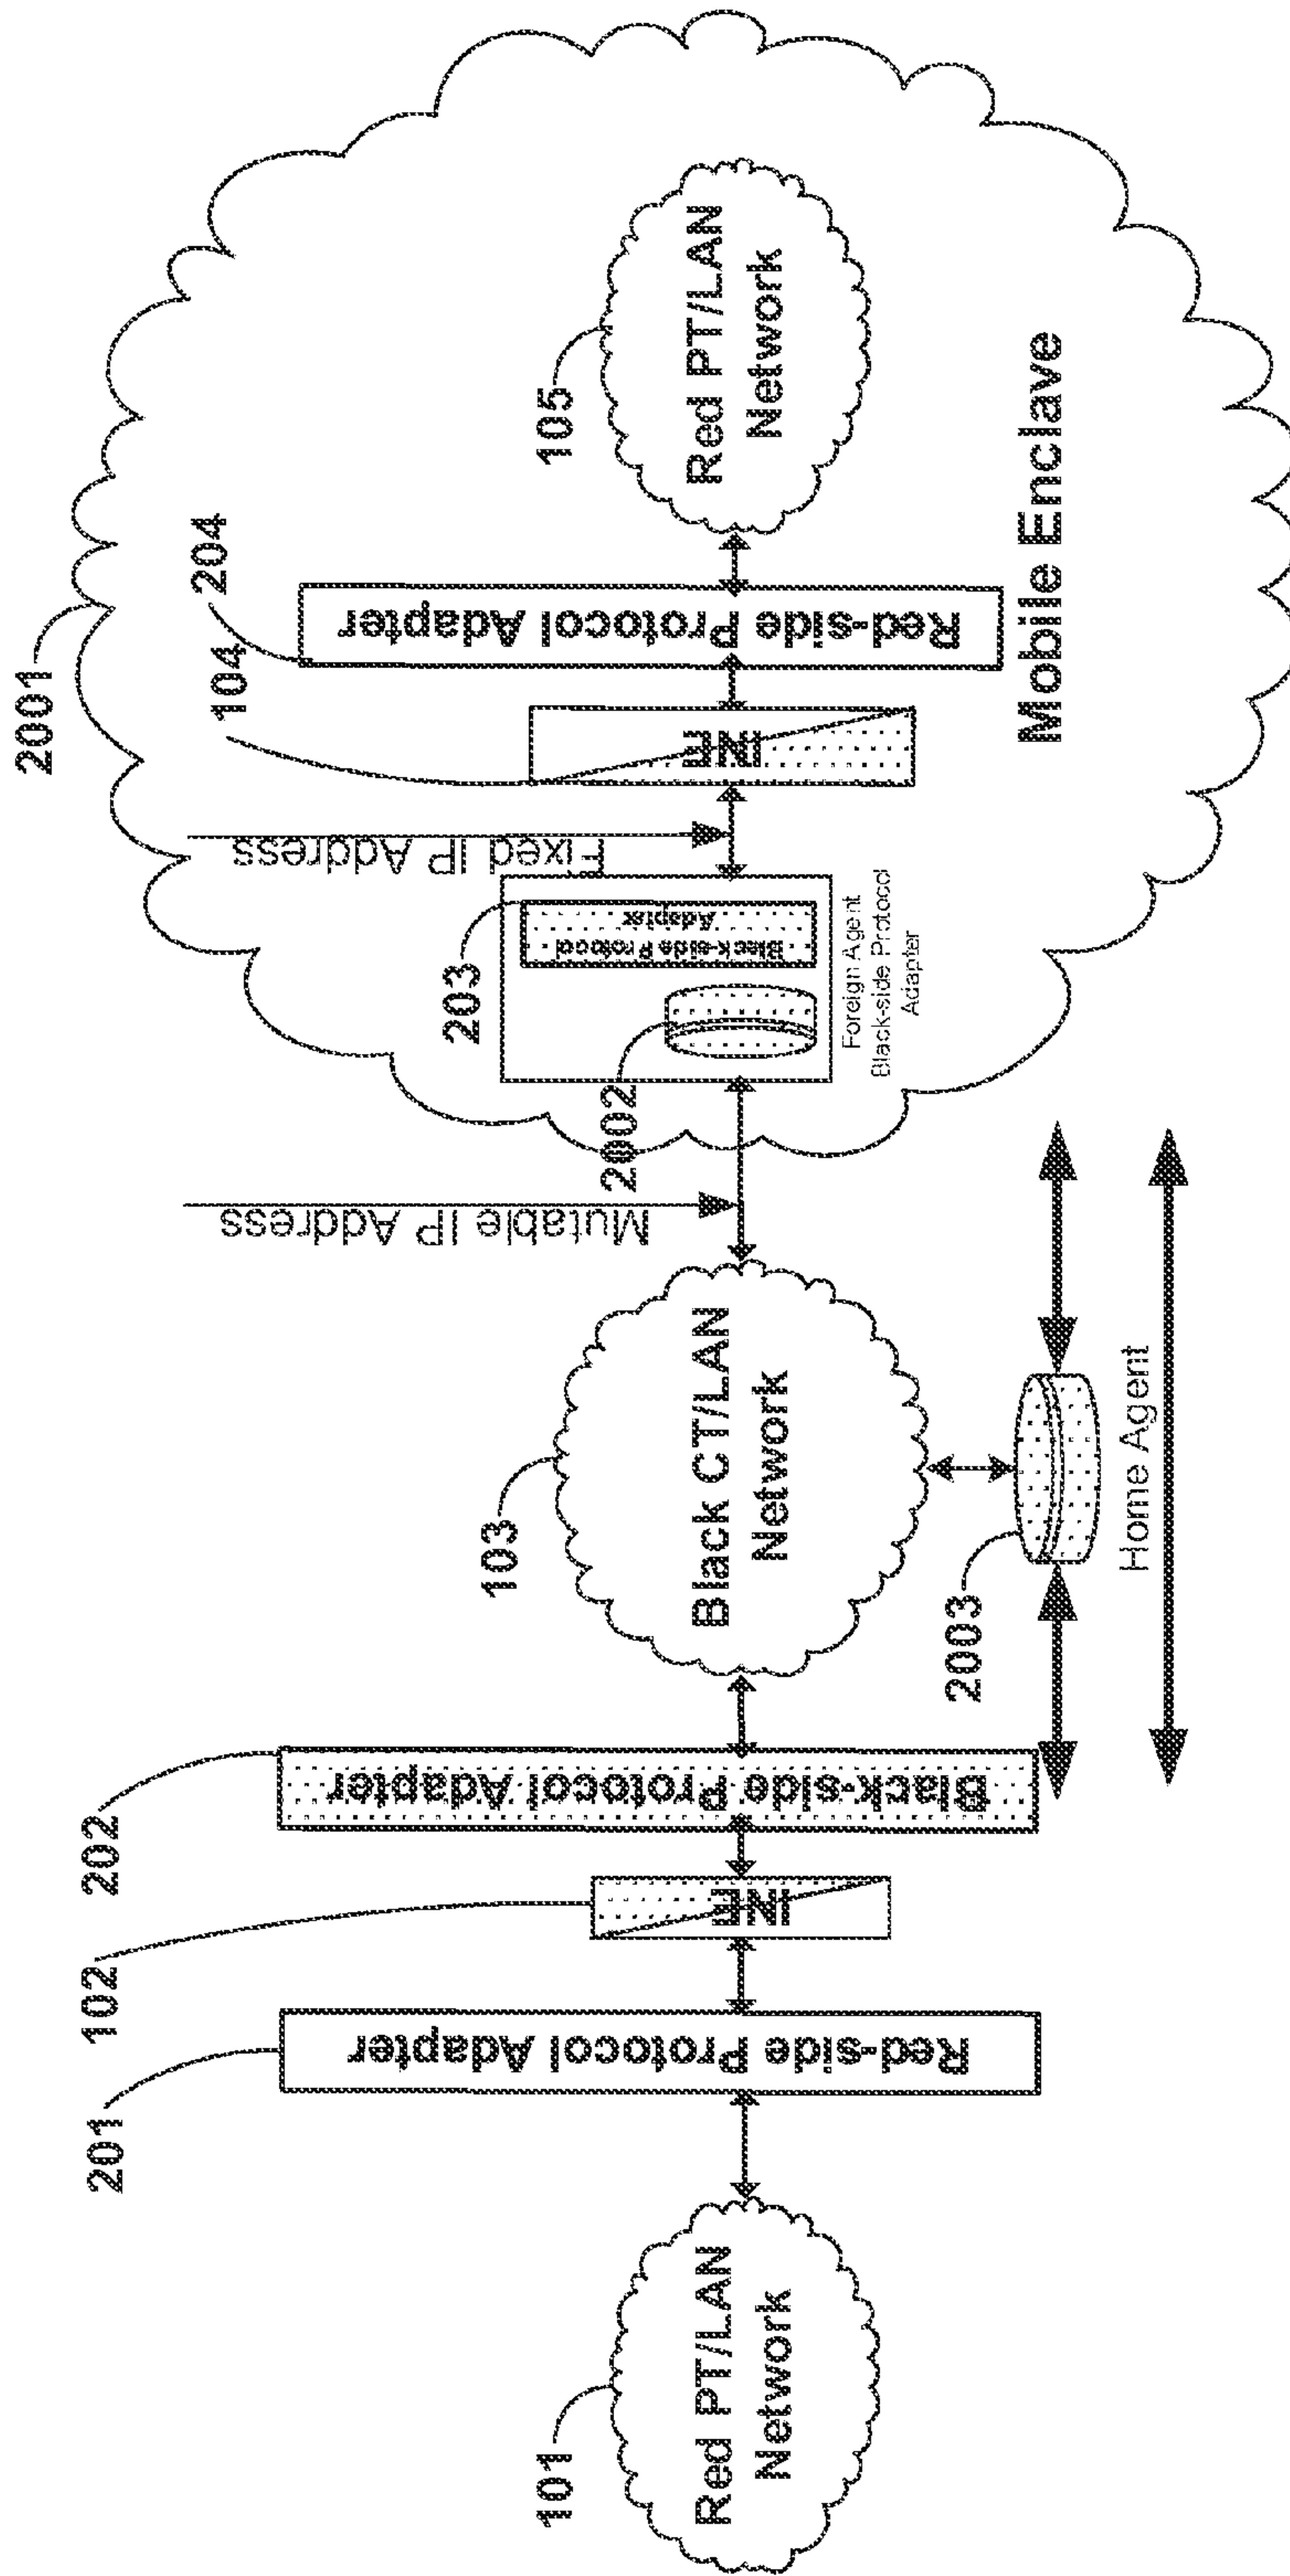 2001
104
204
105
Red PT/LAN
Network
Red-side Protocol Adapter
INE
Fixed IP Address
203
Black-side Protocol
Adapter
2002
Foreign Agent
Black-side Protocol
Adapter
Mobile Enclave
Mutable IP Address
103
Black CT/LAN
Network
2003
Home Agent
202
Black-side Protocol Adapter
102
INE
201
Red-side Protocol Adapter
101
Red PT/LAN
Network